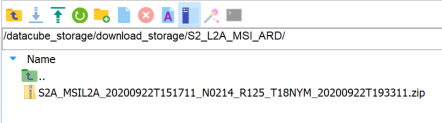 /datacube_storage/download_storage/S2_L2A_MSI_ARD/
Name
..
S2A_MSIL2A_20200922T151711_N0214_R125_T18NYM_20200922T193311.zip